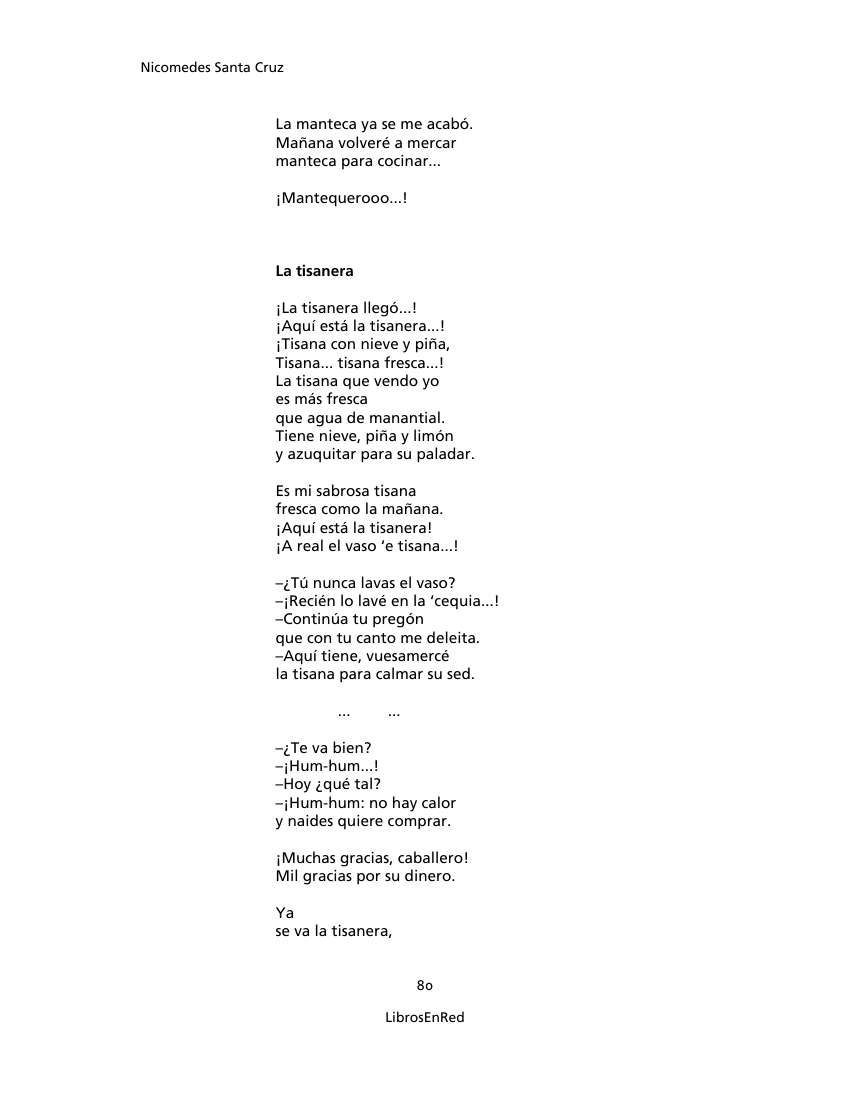 Nicomedes Santa Cruz
La manteca ya se me acabó.
Mañana volveré a mercar
manteca para cocinar...
¡Mantequerooo...!
La tisanera
¡La tisanera llegó...!
¡Aquí está la tisanera...!
¡Tisana con nieve y piña,
Tisana... tisana fresca...!
La tisana que vendo yo
es más fresca
que agua de manantial.
Tiene nieve, piña y limón
y azuquitar para su paladar.
Es mi sabrosa tisana
fresca como la mañana.
¡Aquí está la tisanera!
¡A real el vaso ‘e tisana...!
–¿Tú nunca lavas el vaso?
–¡Recién lo lavé en la ‘cequia...!
–Continúa tu pregón
que con tu canto me deleita.
–Aquí tiene, vuesamercé
la tisana para calmar su sed.
... ...
–¿Te va bien?
–¡Hum-hum...!
–Hoy ¿qué tal?
–¡Hum-hum: no hay calor
y naides quiere comprar.
¡Muchas gracias, caballero!
Mil gracias por su dinero.
Ya
se va la tisanera,
80
LibrosEnRed